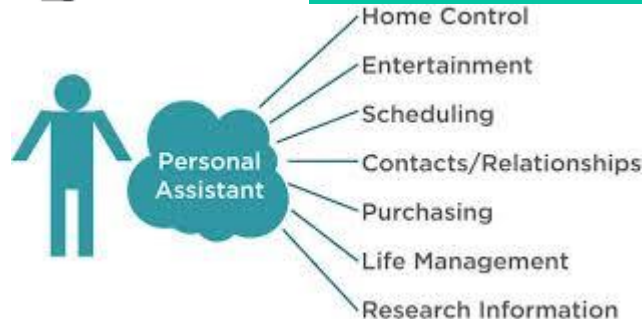 Home Control
Entertainment
Scheduling
Personal
Assistant
Contacts/Relationships
Purchasing
Life Management
Research Information